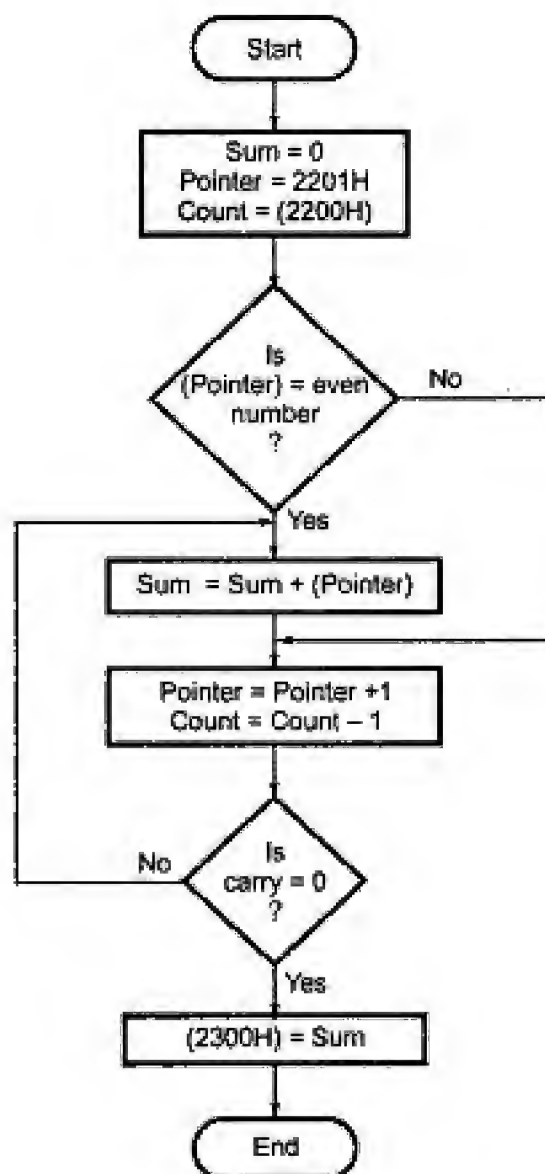 Start
Sum = 0
Pointer = 2201H
Count = (2200H)
Is
(Pointer) = even
number
?
No
Yes
Sum = Sum + (Pointer)
Pointer = Pointer +1
Count = Count – 1
No
Is
carry = 0
?
Yes
(2300H) = Sum
End